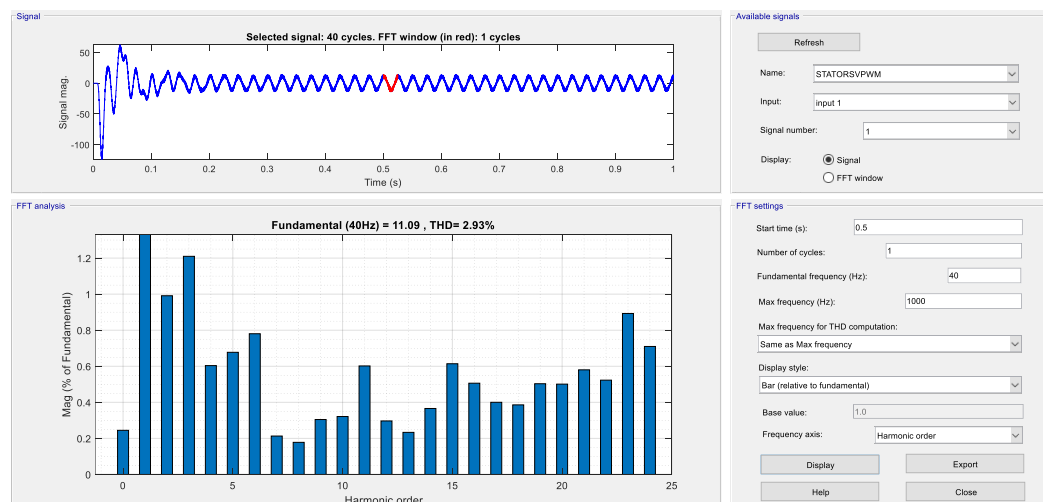 Signal
Selected signal: 40 cycles. FFT window (in red): 1 cycles
50
0
-50
-100
Signal mag.
0 0.1 0.2 0.3 0.4 0.5 0.6 0.7 0.8 0.9 1
Time (s)
FFT analysis
Fundamental (40Hz) = 11.09 , THD= 2.93%
1.2
1
0.8
0.6
0.4
0.2
0
Mag (% of Fundamental)
0 5 10 15 20 25
Harmonic order
Available signals
Refresh
Name: STATORSVPWM
Input: input 1
Signal number: 1
Display: Signal
FFT window
FFT settings
Start time (s): 0.5
Number of cycles: 1
Fundamental frequency (Hz): 40
Max frequency (Hz): 1000
Max frequency for THD computation:
Same as Max frequency
Display style:
Bar (relative to fundamental)
Base value: 1.0
Frequency axis: Harmonic order
Display Export
Help Close